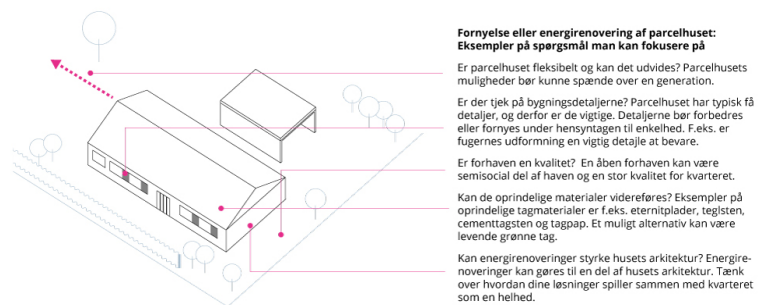 Fornyelse eller energirenovering af parcelhuset:
Eksempler på spørgsmål man kan fokusere på
Er parcelhuset fleksibelt og kan det udvides? Parcelhusets
muligheder bør kunne spænde over en generation.
Er der tjek på bygningsdetaljerne? Parcelhuset har typisk få
detaljer, og derfor er de vigtige. Detaljerne bør forbedres
eller fornyes under hensyntagen til enkelhed. F.eks. er
fugernes udformning en vigtig detalje at bevare.
Er forhaven en kvalitet?  En åben forhaven kan være
semisocial del af haven og en stor kvalitet for kvarteret.
Kan de oprindelige materialer videreføres? Eksempler på
oprindelige tagmaterialer er f.eks. eternitplader, teglsten,
cementtagsten og tagpap. Et muligt alternativ kan være
levende grønne tag.
Kan energirenoveringer styrke husets arkitektur? Energire-
noveringer kan gøres til en del af husets arkitektur. Tænk
over hvordan dine løsninger spiller sammen med kvarteret
som en helhed.